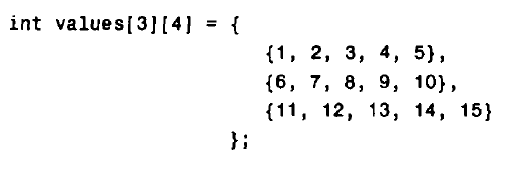 int values[3][4] = {
{1, 2, 3, 4, 5},
{6, 7, 8, 9, 10},
{11, 12, 13, 14, 15}
};